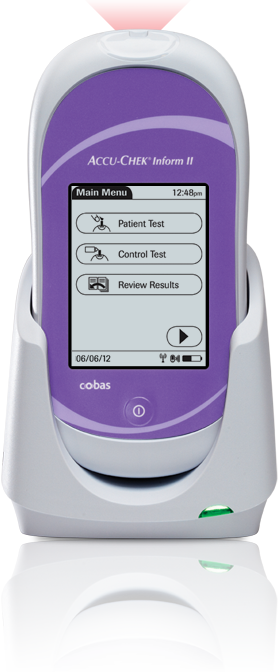 ACCU-CHEK® Inform II
Main Menu 12:48pm
Patient Test
Control Test
Review Results
06/06/12
cobas